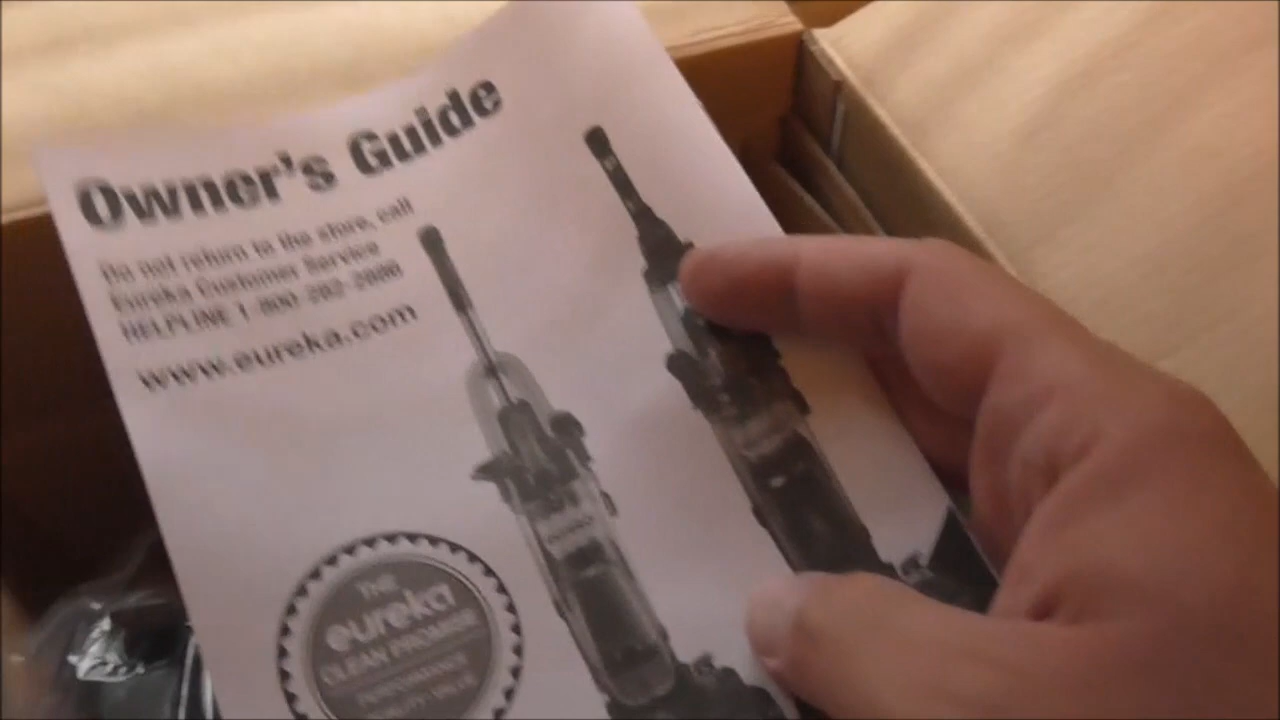 Owner's Guide
Do not return to the store, call
Eureka Customer Service
HELPLINE 1-800-282-2886
www.eureka.com
THE
eureka
CLEAN PROMISE